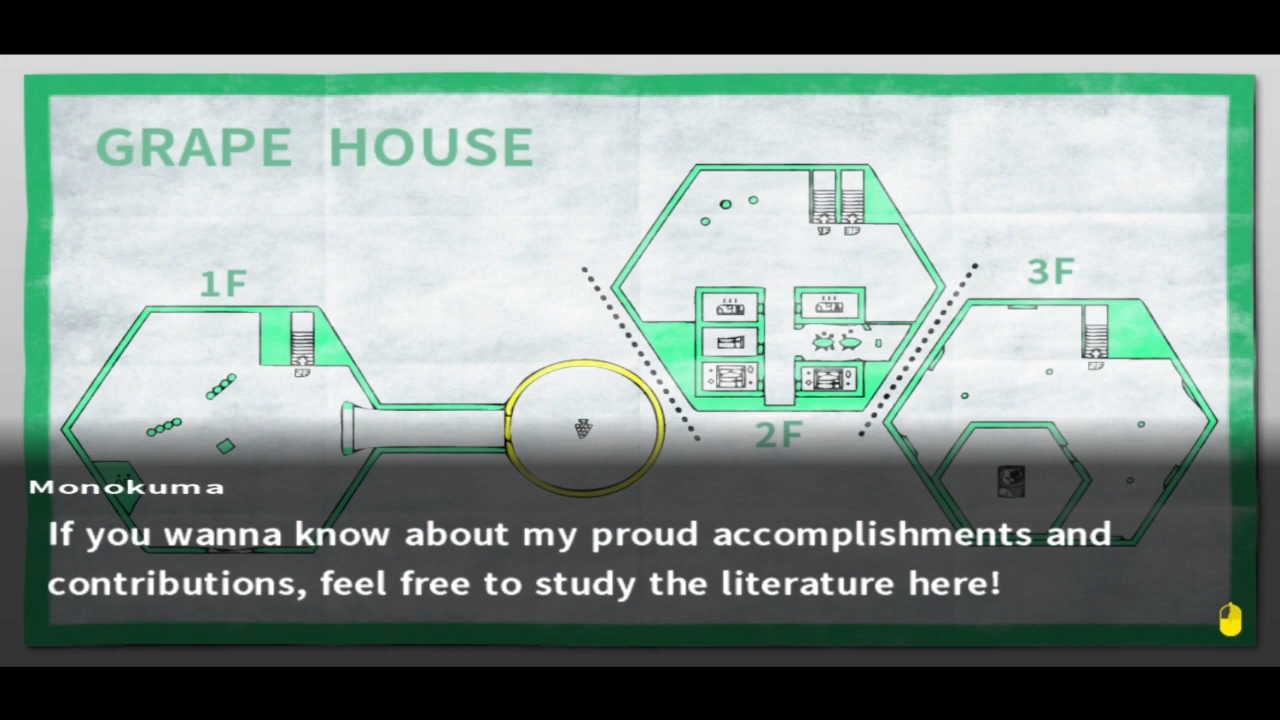 GRAPE HOUSE
1F
3F
2F
Monokuma
If you wanna know about my proud accomplishments and
contributions, feel free to study the literature here!